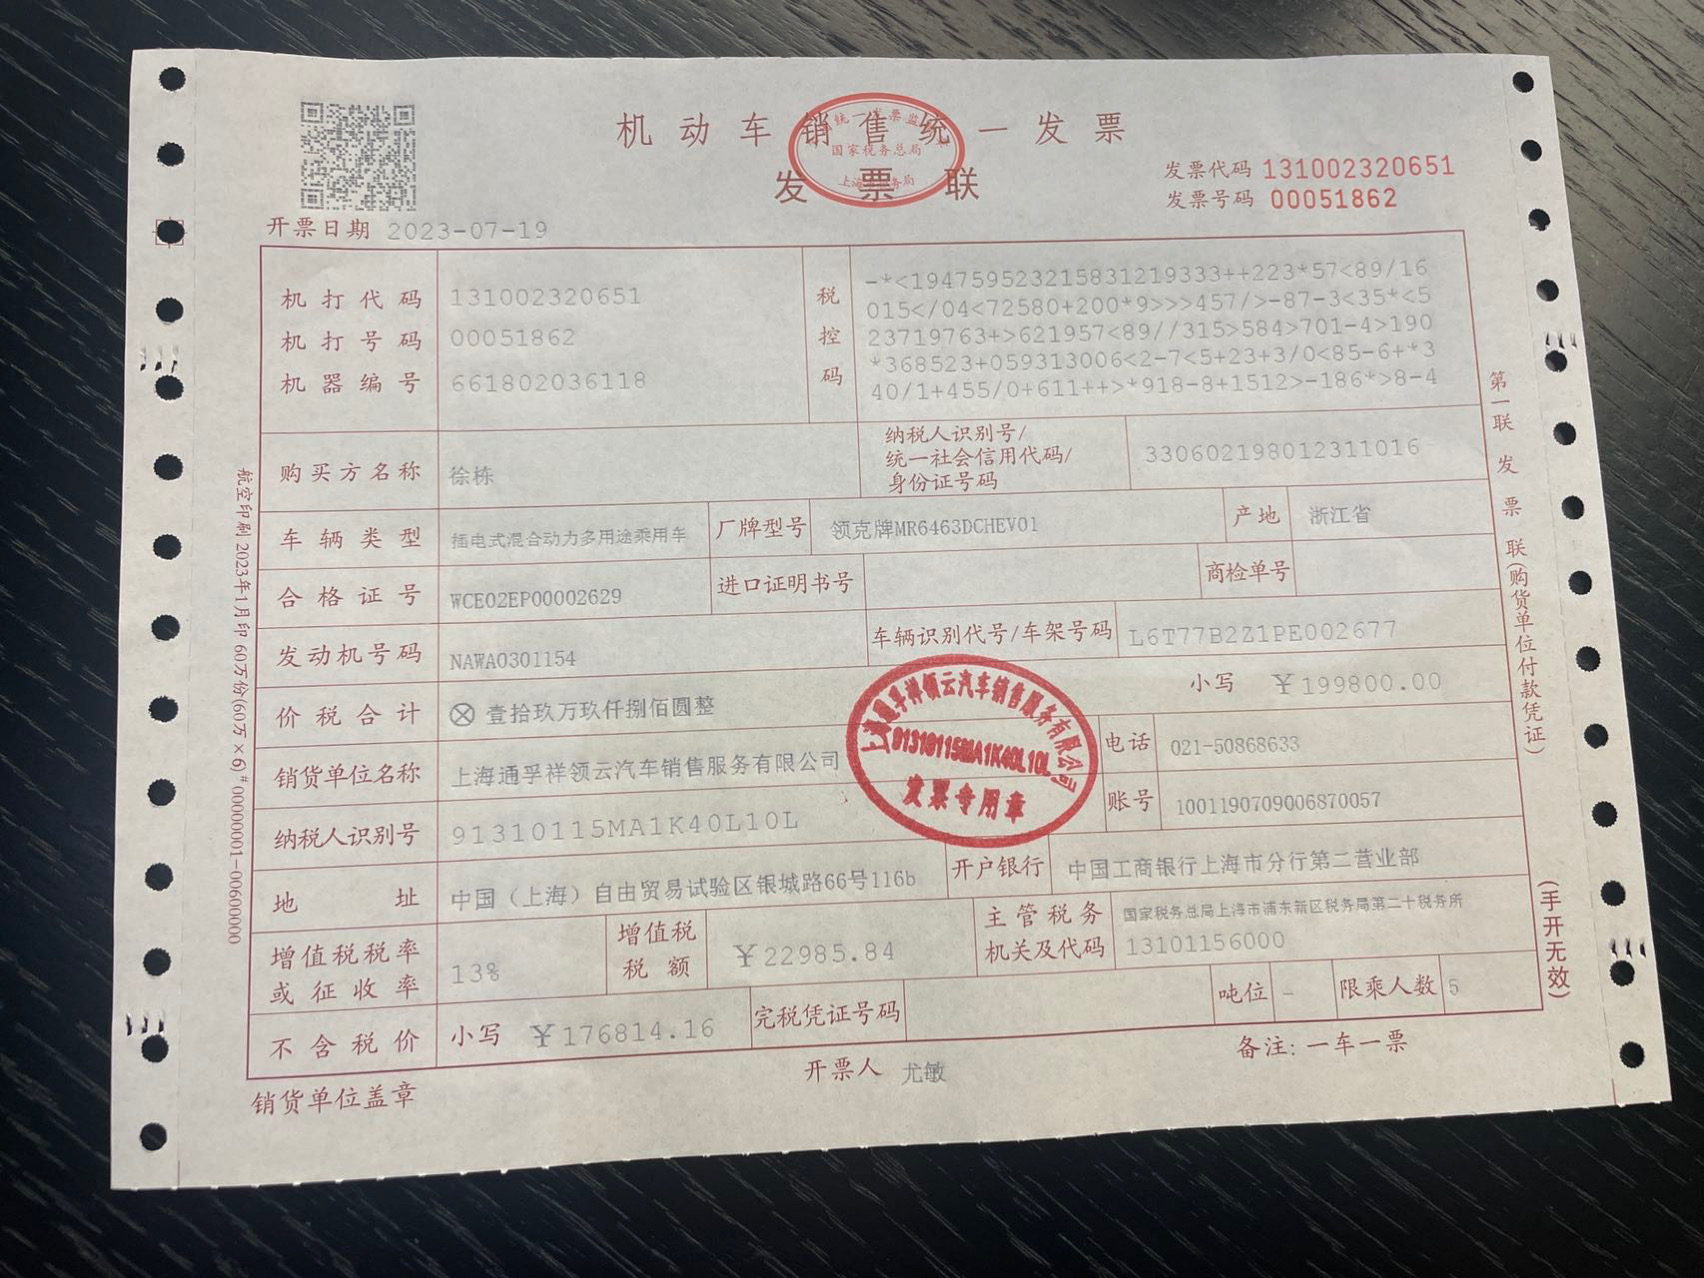 机动车销售统一发票
统一发票监
国家税务总局
上海 务局
发票联
发票代码 131002320651
发票号码 00051862
开票日期 2023-07-19
机打代码 131002320651
机打号码 00051862
机器编号 661802036118
税控码
-*<194759523215831219333++223*57<89/16
015</04<72580+200*9>>>457/>-87-3<35*<5
23719763+>621957<89//315>584>701-4>190
*368523+059313006<2-7<5+23+3/0<85-6+*3
40/1+455/0+611++>*918-8+1512>-186*>8-4
购买方名称 徐栋
纳税人识别号/
统一社会信用代码/
身份证号码
330602198012311016
车辆类型 插电式混合动力多用途乘用车 厂牌型号 领克牌MR6463DCHEV01 产地 浙江省
合格证号 WCE02EP00002629 进口证明书号 商检单号
发动机号码 NAWA0301154 车辆识别代号/车架号码 L6T77B2Z1PE002677
价税合计 ⊗ 壹拾玖万玖仟捌佰圆整 小写 ￥199800.00
销货单位名称 上海通孚祥领云汽车销售服务有限公司 电话 021-50868633
纳税人识别号 91310115MA1K40L10L 账号 1001190709006870057
地址 中国（上海）自由贸易试验区银城路66号116b 开户银行 中国工商银行上海市分行第二营业部
增值税税率
或征收率
13%
增值税
税额
￥22985.84
主管税务
机关及代码
国家税务总局上海市浦东新区税务局第二十税务所
13101156000
不含税价 小写 ￥176814.16 完税凭证号码 吨位 - 限乘人数 5
销货单位盖章 开票人 尤敏 备注:一车一票
上海通孚祥领云汽车销售服务有限公司
91310115MA1K40L10L
发票专用章
第一联 发票联(购货单位付款凭证)
(手开无效)
航空印刷 2023年1月印 60万份(60万×6)# 00000001-00600000